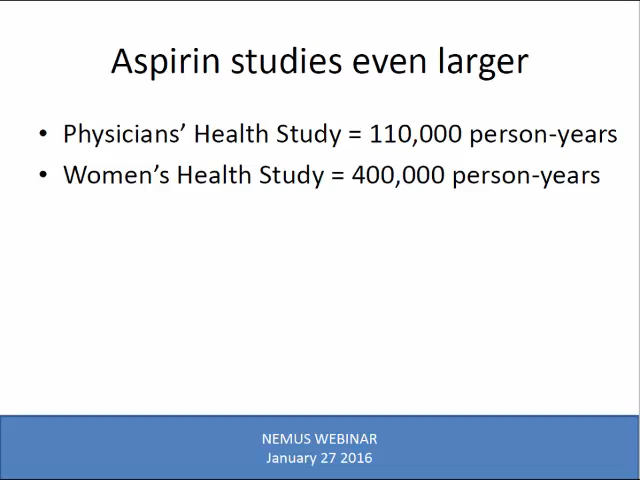 Aspirin studies even larger
• Physicians’ Health Study = 110,000 person-years
• Women’s Health Study = 400,000 person-years
NEMUS WEBINAR
January 27 2016